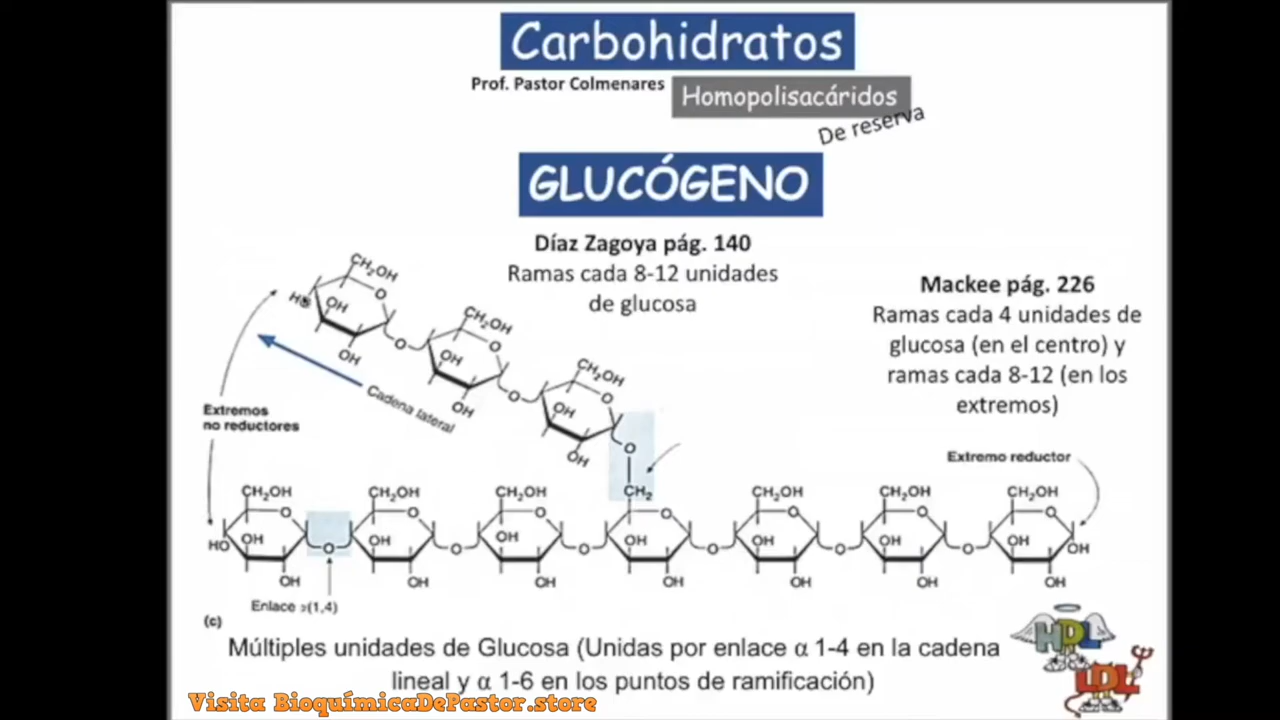 Carbohidratos
Prof. Pastor Colmenares
Homopolisacáridos
De reserva
GLUCÓGENO
Díaz Zagoya pág. 140
Ramas cada 8-12 unidades
de glucosa
Mackee pág. 226
Ramas cada 4 unidades de
glucosa (en el centro) y
ramas cada 8-12 (en los
extremos)
CH₂OH
O
HO
OH
OH
O
CH₂OH
O
OH
OH
O
CH₂OH
O
OH
OH
O
CH₂
Cadena lateral
Extremos
no reductores
Extremo reductor
CH₂OH CH₂OH CH₂OH CH₂OH CH₂OH CH₂OH
O O O O O O O
HO OH OH OH OH OH OH OH OH
O O O O O O
OH OH OH OH OH OH OH
Enlace α(1,4)
(c)
Múltiples unidades de Glucosa (Unidas por enlace α 1-4 en la cadena
lineal y α 1-6 en los puntos de ramificación)
HDL
LDL
Visita BioquímicaDePastor.store